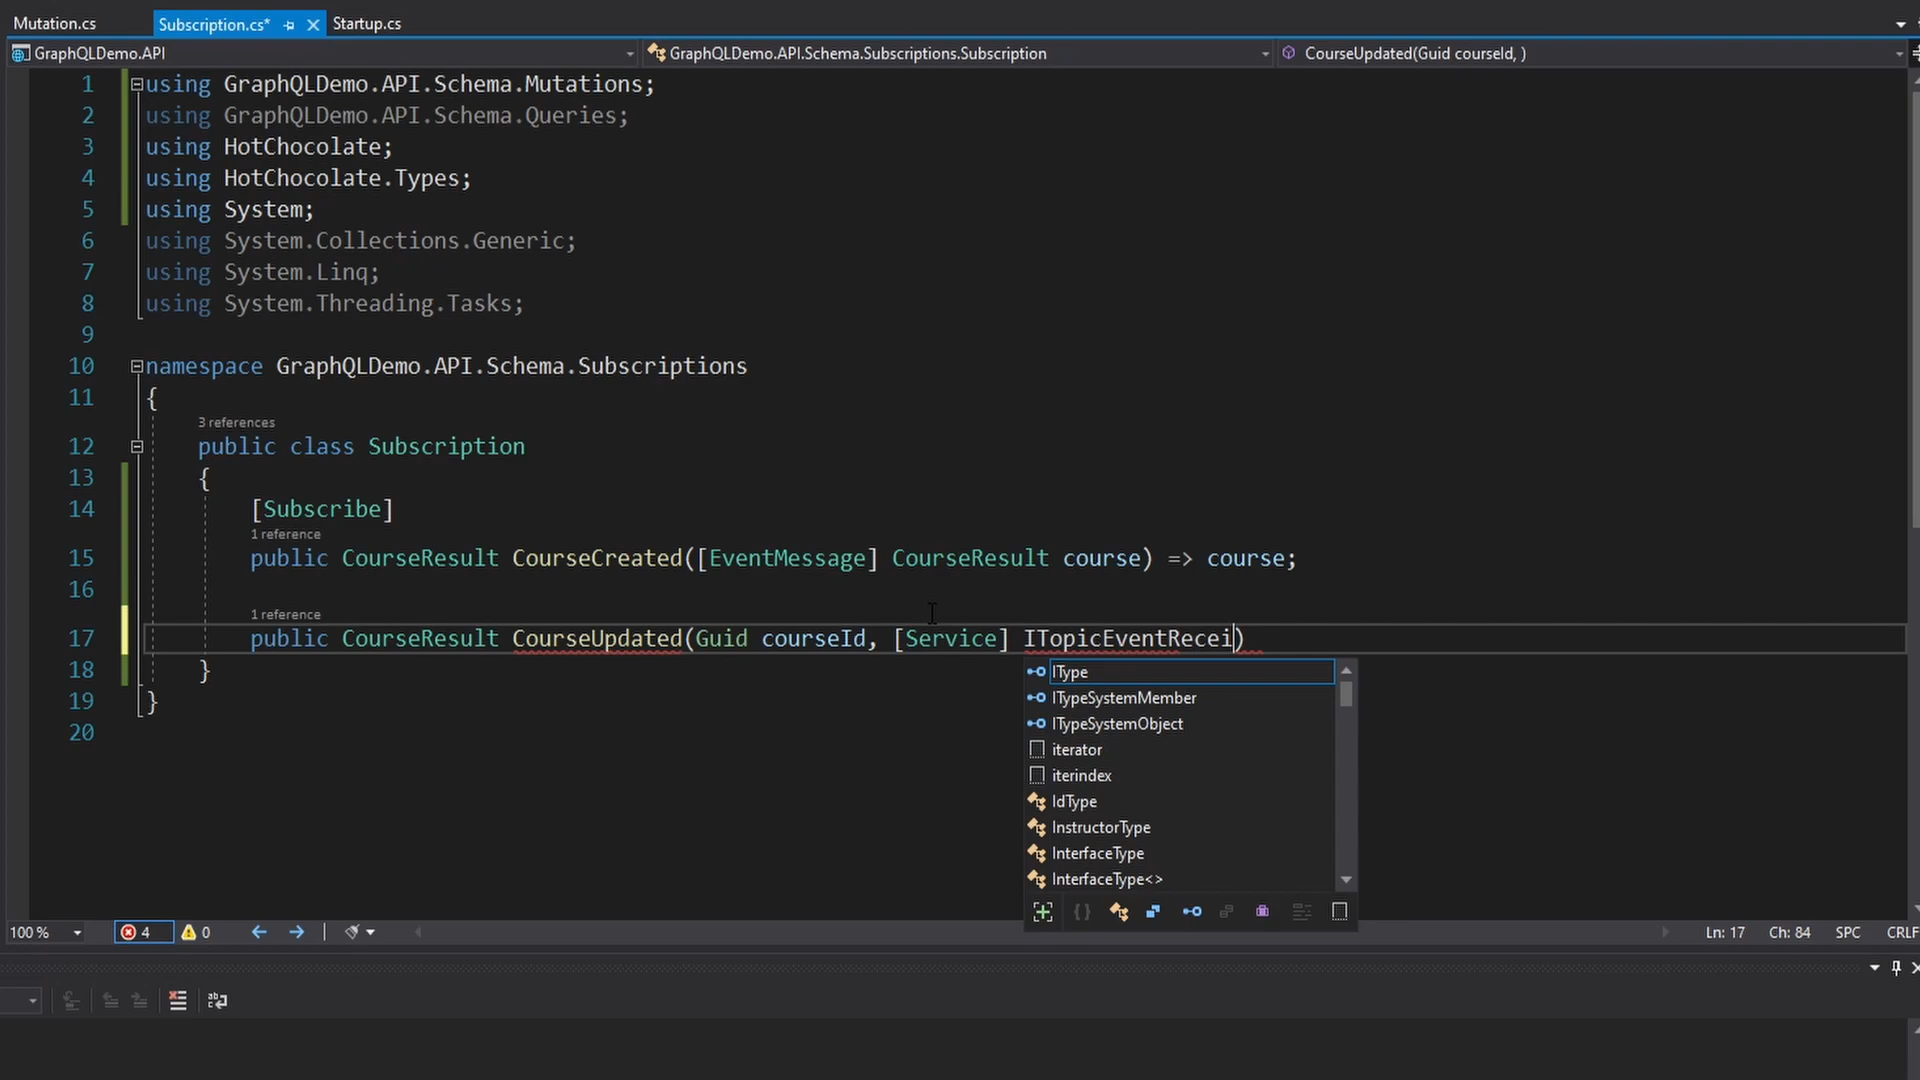 Mutation.cs Subscription.cs* Startup.cs
GraphQLDemo.API GraphQLDemo.API.Schema.Subscriptions.Subscription CourseUpdated(Guid courseId, )
1 using GraphQLDemo.API.Schema.Mutations;
2 using GraphQLDemo.API.Schema.Queries;
3 using HotChocolate;
4 using HotChocolate.Types;
5 using System;
6 using System.Collections.Generic;
7 using System.Linq;
8 using System.Threading.Tasks;
9
10 namespace GraphQLDemo.API.Schema.Subscriptions
11 {
3 references
12 public class Subscription
13 {
14 [Subscribe]
1 reference
15 public CourseResult CourseCreated([EventMessage] CourseResult course) => course;
16
1 reference
17 public CourseResult CourseUpdated(Guid courseId, [Service] ITopicEventRecei)
18 }
19 }
20
IType
ITypeSystemMember
ITypeSystemObject
iterator
iterindex
IdType
InstructorType
InterfaceType
InterfaceType<>
100 % 4 0 Ln: 17 Ch: 84 SPC CRLF